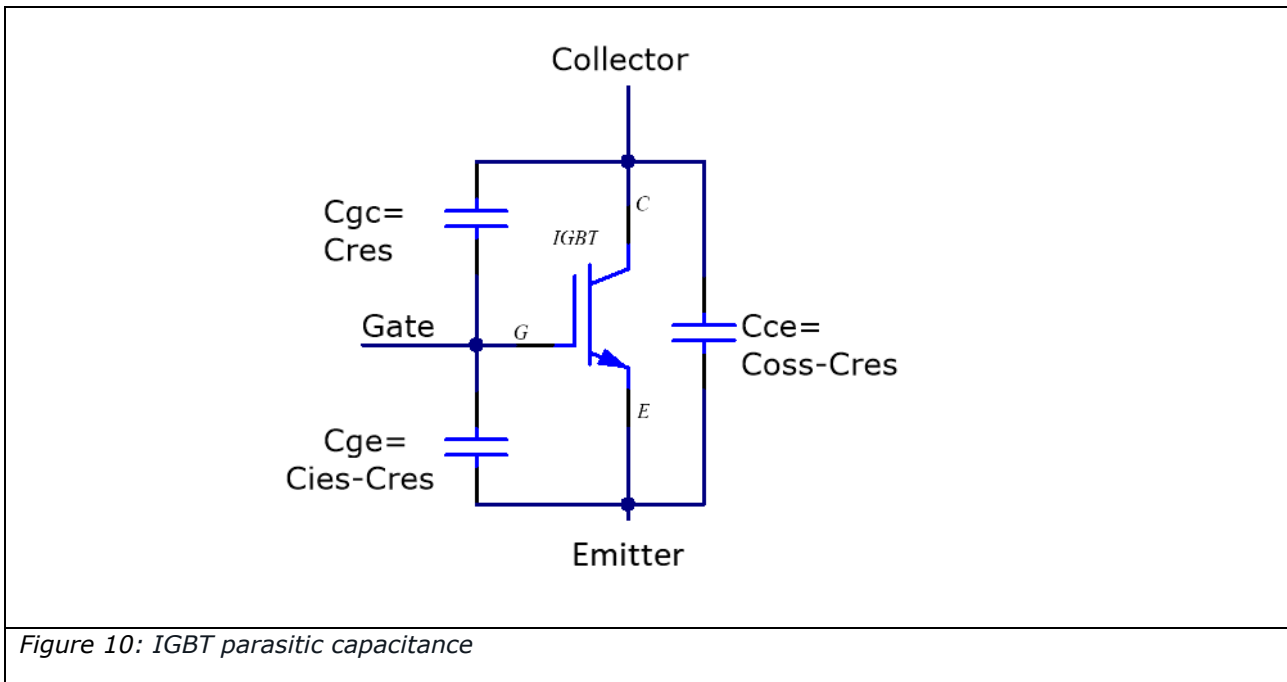 Collector
Cgc=
Cres
C
IGBT
Gate
G
Cce=
Coss-Cres
E
Cge=
Cies-Cres
Emitter
Figure 10: IGBT parasitic capacitance